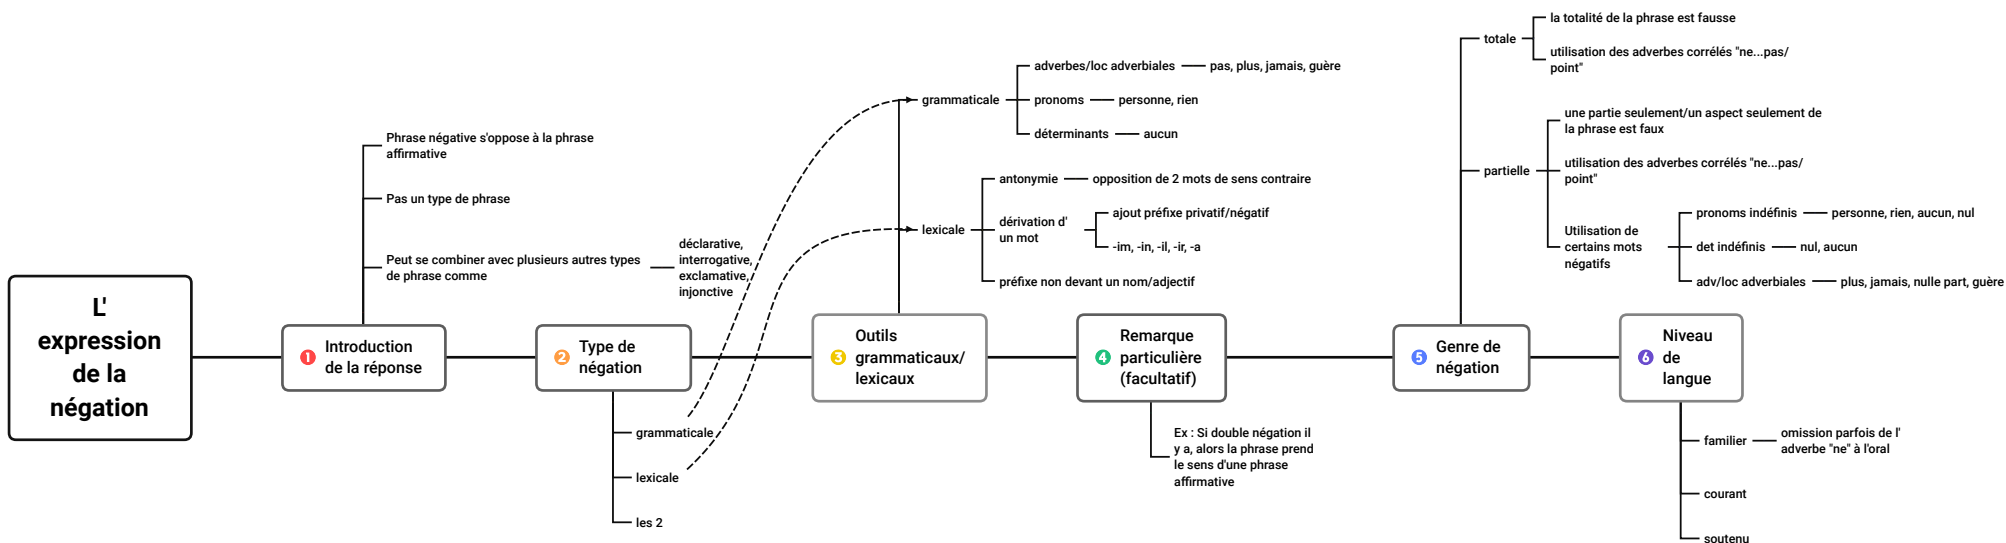 L'
expression
de la
négation
1 Introduction
de la réponse
Phrase négative s'oppose à la phrase
affirmative
Pas un type de phrase
Peut se combiner avec plusieurs autres types
de phrase comme
déclarative,
interrogative,
exclamative,
injonctive
2 Type de
négation
grammaticale
lexicale
les 2
3 Outils
grammaticaux/
lexicaux
grammaticale
adverbes/loc adverbiales
pas, plus, jamais, guère
pronoms
personne, rien
déterminants
aucun
lexicale
antonymie
opposition de 2 mots de sens contraire
dérivation d'
un mot
ajout préfixe privatif/négatif
-im, -in, -il, -ir, -a
préfixe non devant un nom/adjectif
4 Remarque
particulière
(facultatif)
Ex : Si double négation il
y a, alors la phrase prend
le sens d'une phrase
affirmative
5 Genre de
négation
totale
la totalité de la phrase est fausse
utilisation des adverbes corrélés "ne...pas/
point"
partielle
une partie seulement/un aspect seulement de
la phrase est faux
utilisation des adverbes corrélés "ne...pas/
point"
Utilisation de
certains mots
négatifs
pronoms indéfinis
personne, rien, aucun, nul
det indéfinis
nul, aucun
adv/loc adverbiales
plus, jamais, nulle part, guère
6 Niveau
de
langue
familier
omission parfois de l'
adverbe "ne" à l'oral
courant
soutenu